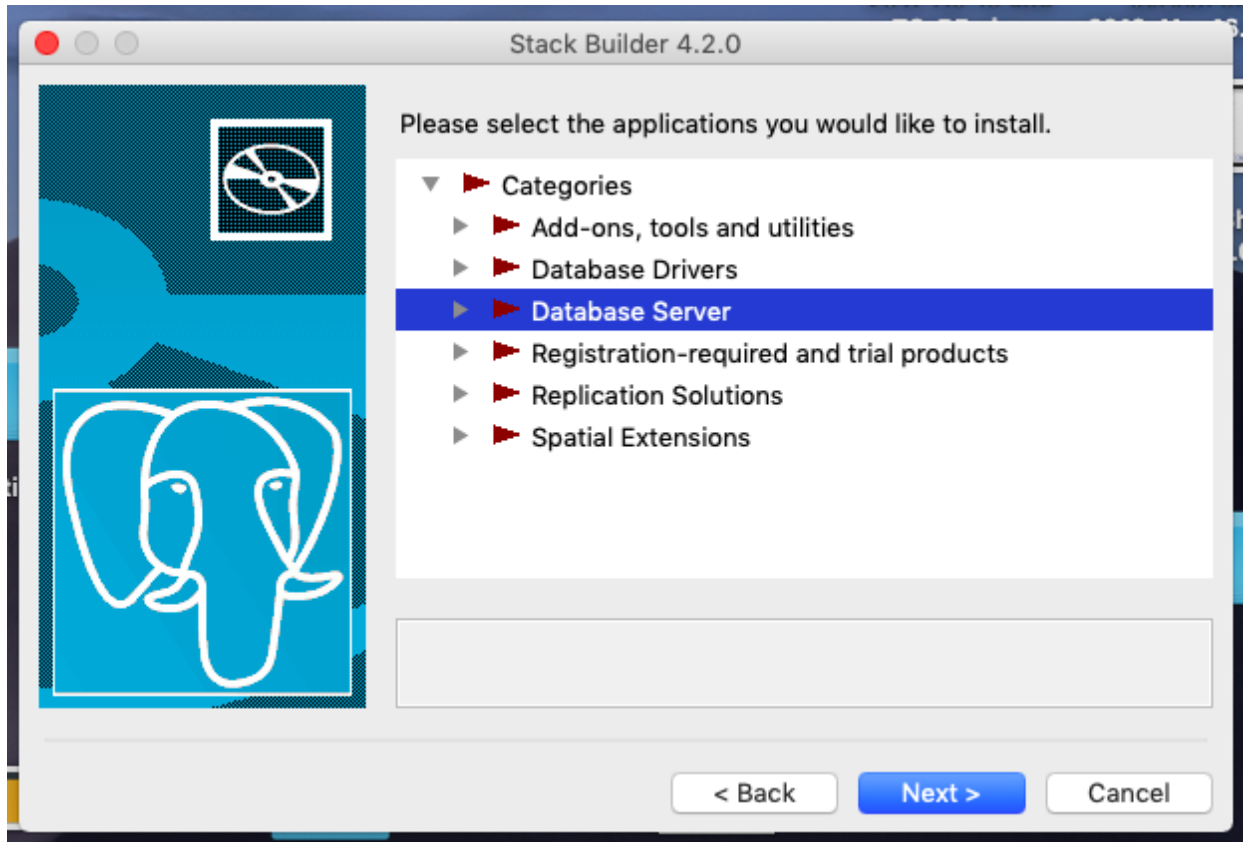 Stack Builder 4.2.0
Please select the applications you would like to install.
Categories
Add-ons, tools and utilities
Database Drivers
Database Server
Registration-required and trial products
Replication Solutions
Spatial Extensions
< Back
Next >
Cancel